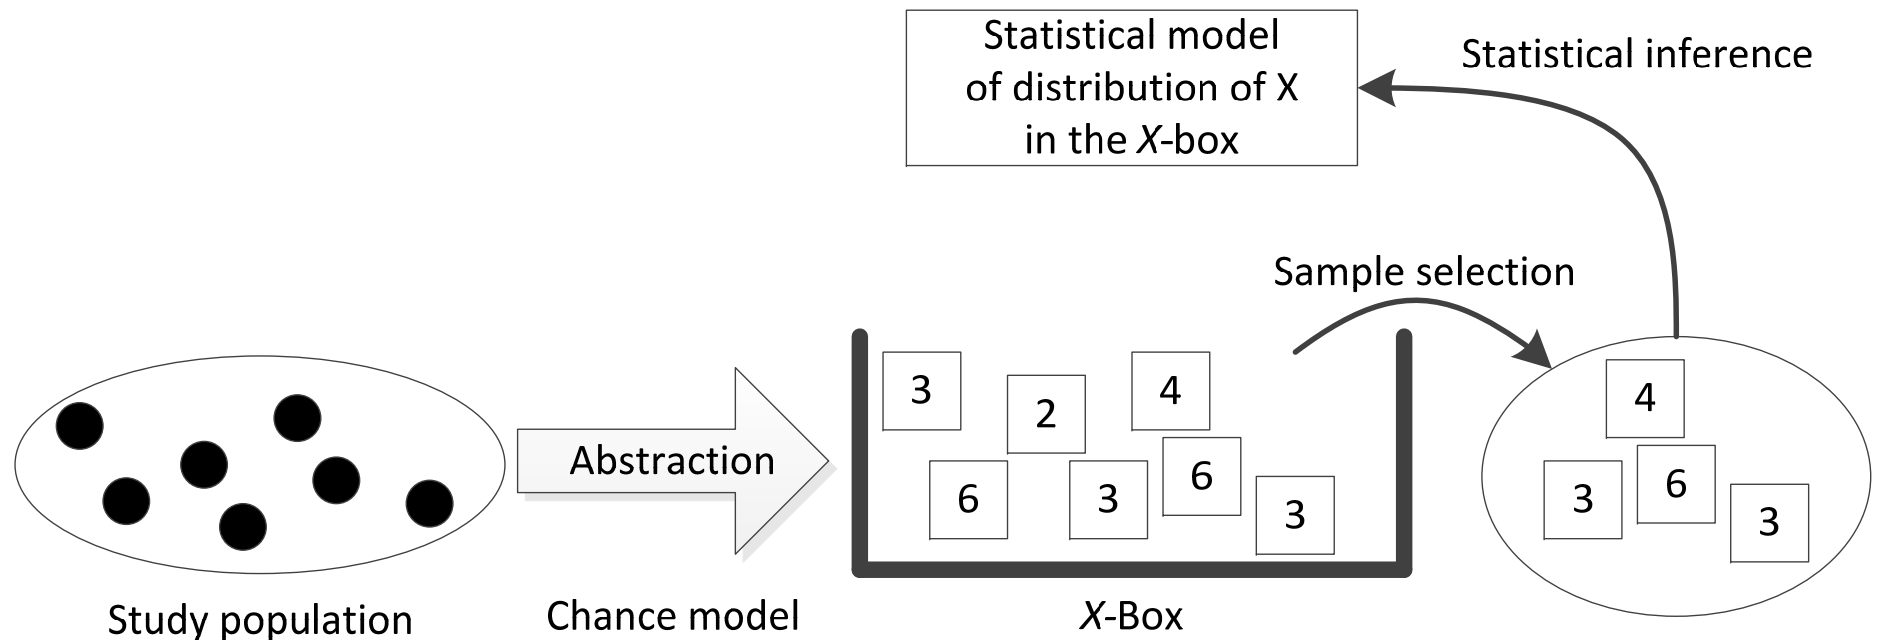 Statistical model
of distribution of X
in the X-box
Statistical inference
Sample selection
3
2
4
6
3
6
3
4
3
6
3
Abstraction
Study population
Chance model
X-Box